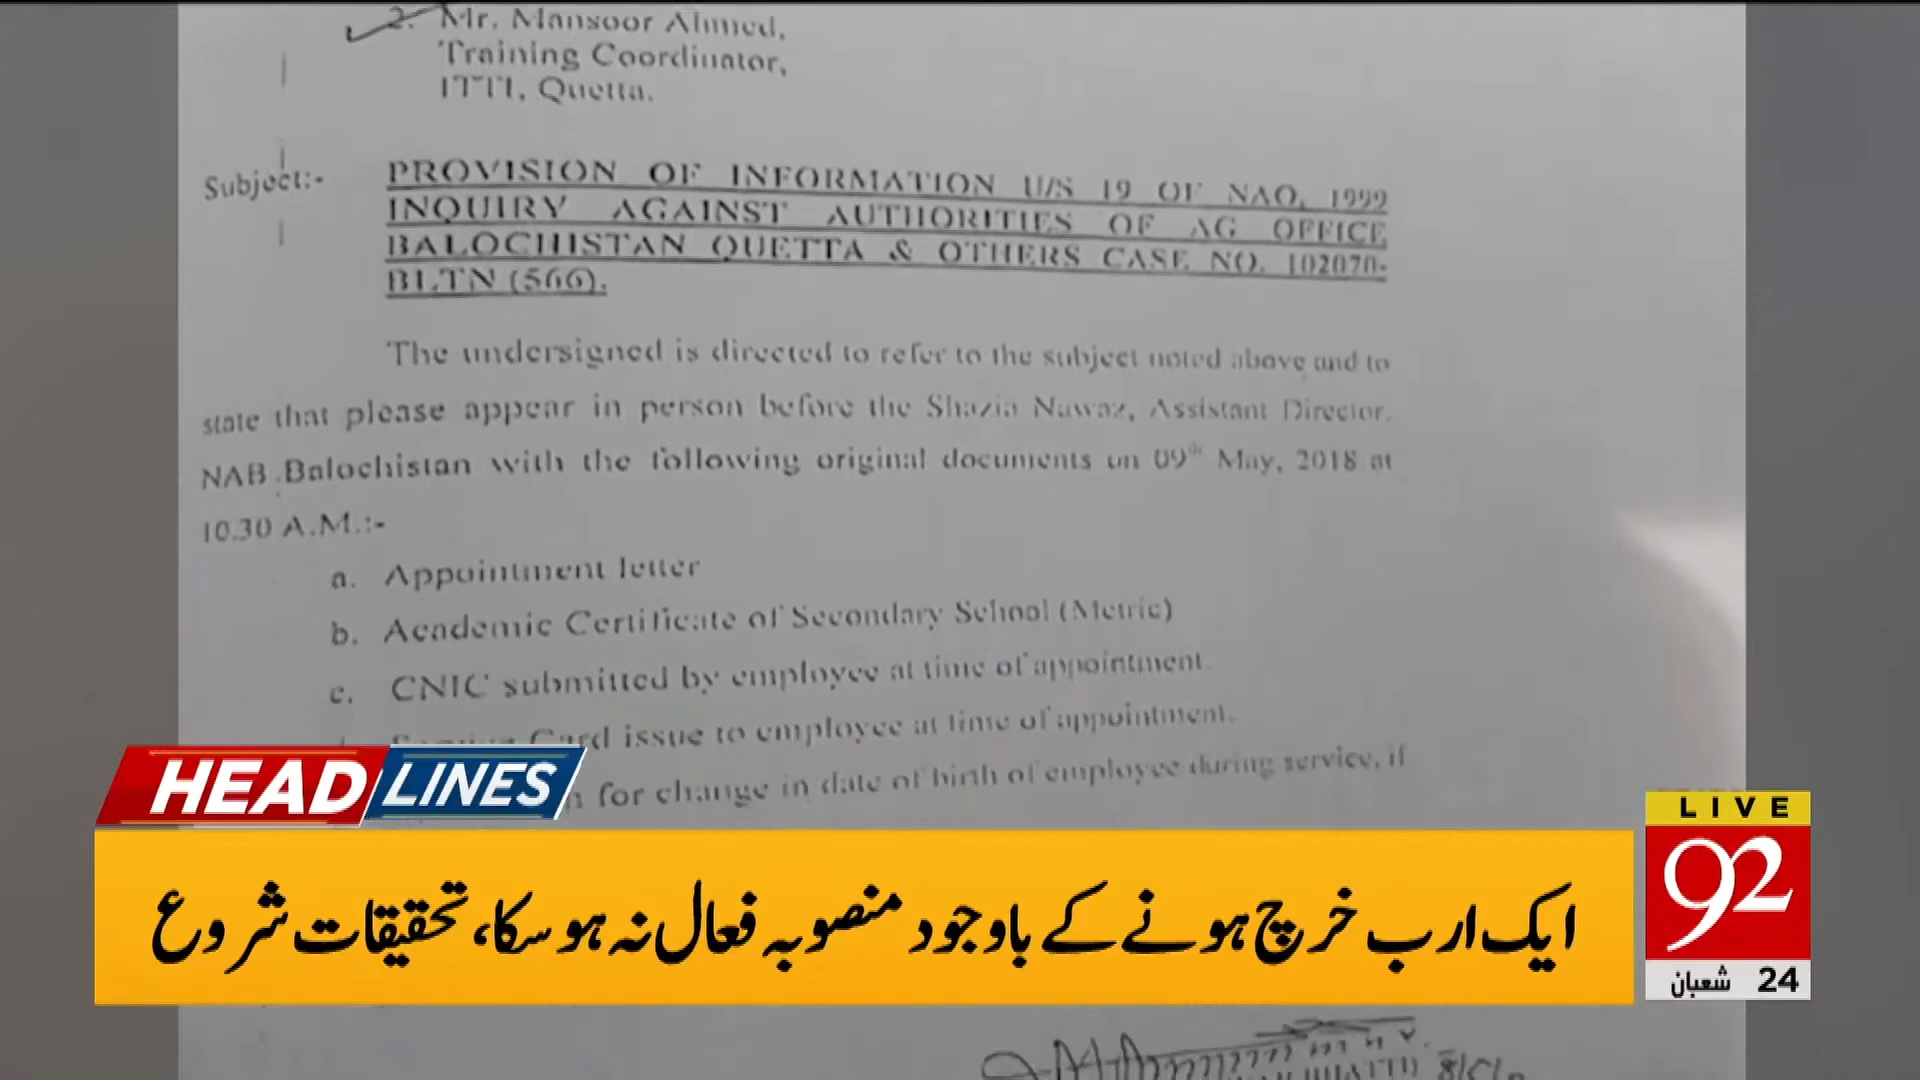 2. Mr. Mansoor Ahmed,
Training Coordinator,
ITTI, Quetta.
Subject:- PROVISION OF INFORMATION U/S 19 OF NAO, 1999
INQUIRY AGAINST AUTHORITIES OF AG OFFICE
BALOCHISTAN QUETTA & OTHERS CASE NO. 102070-
BLTN (566).
The undersigned is directed to refer to the subject noted above and to
state that please appear in person before the Shazia Nawaz, Assistant Director.
NAB Balochistan with the following original documents on 09th May, 2018 at
10.30 A.M.:-
a. Appointment letter
b. Academic Certificate of Secondary School (Metric)
c. CNIC submitted by employee at time of appointment.
Card issue to employee at time of appointment.
for change in date of birth of employee during service, if
HEADLINES
ایک ارب خرچ ہونے کے باوجود منصوبہ فعال نہ ہو سکا، تحقیقات شروع
LIVE
92
24 شعبان